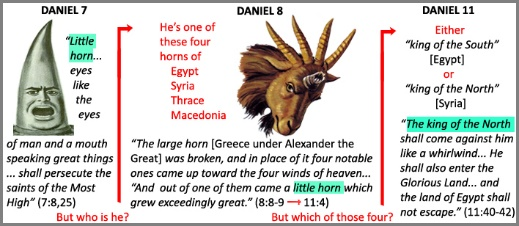 DANIEL 7
“Little
horn... 
eyes
like
the
eyes
of man and a mouth
speaking great things
... shall persecute the
saints of the Most
High” (7:8,25)
But who is he?
DANIEL 8
He's one of
these four
horns of
Egypt
Syria
Thrace
Macedonia
“The large horn [Greece under Alexander the
Great] was broken, and in place of it four notable
ones came up toward the four winds of heaven...
“And out of one of them came a little horn which
grew exceedingly great.” (8:8-9 → 11:4)
But which of those four?
DANIEL 11
Either
“king of the South”
[Egypt]
or
“king of the North”
[Syria]
“The king of the North
shall come against him
like a whirlwind... He
shall also enter the
Glorious Land... and
the land of Egypt shall
not escape.” (11:40-42)